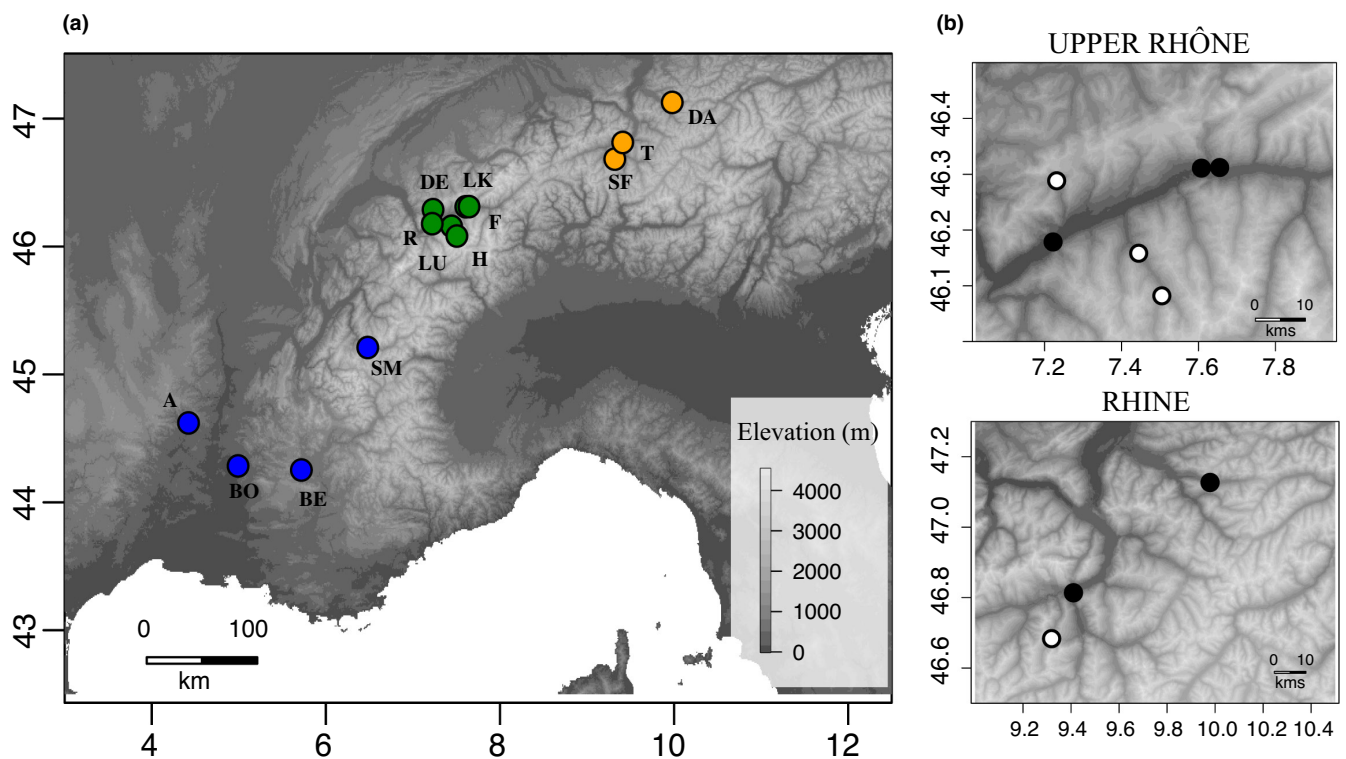 (a)
47
46
45
44
43
4
6
8
10
12
DA
T
SF
DE
LK
R
F
LU
H
SM
A
BO
BE
0
100
km
Elevation (m)
4000
3000
2000
1000
0
(b)
UPPER RHÔNE
46.4
46.3
46.2
46.1
0 10
kms
7.2 7.4 7.6 7.8
RHINE
47.2
47.0
46.8
46.6
0 10
kms
9.2 9.4 9.6 9.8 10.0 10.2 10.4